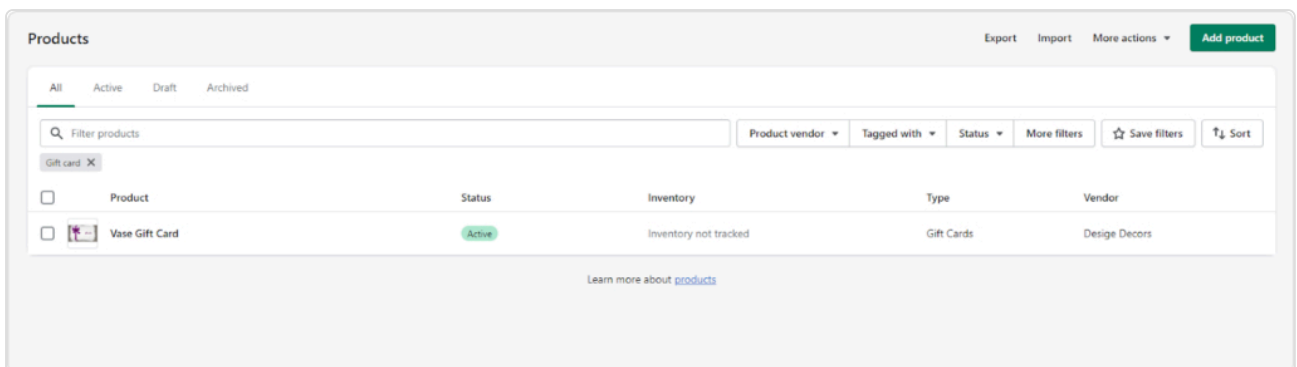 Products Export Import More actions Add product
All Active Draft Archived
Filter products Product vendor Tagged with Status More filters Save filters Sort
Gift card
Product Status Inventory Type Vendor
Vase Gift Card Active Inventory not tracked Gift Cards Desige Decors
Learn more about products